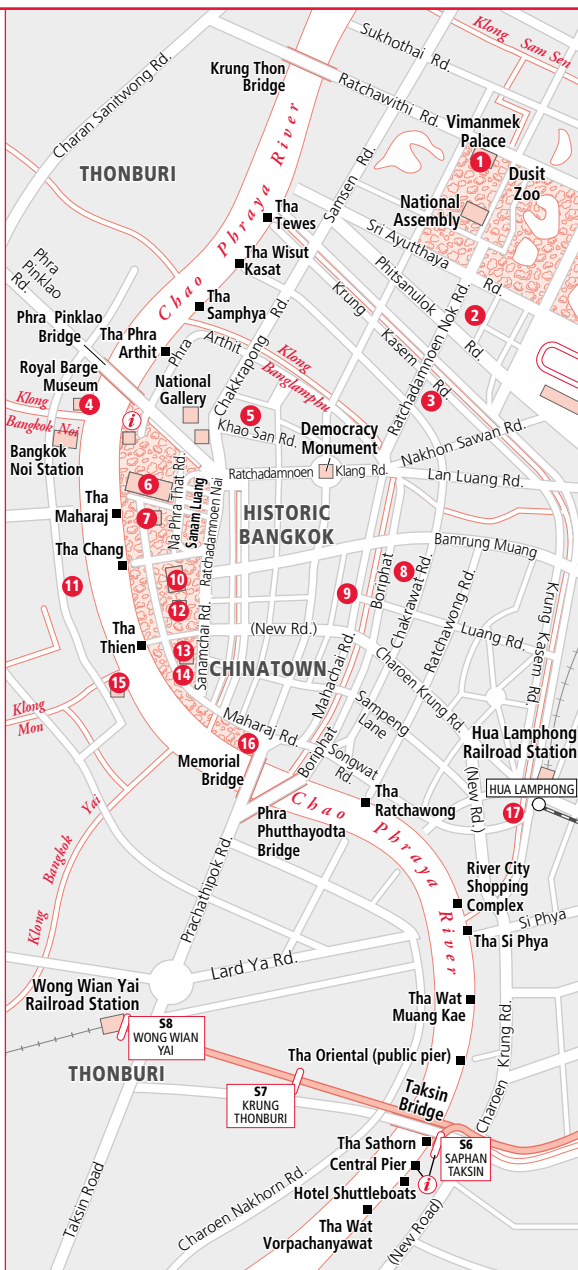 Klong
Sam Sen
Sukhothai Rd.
Krung Thon
Bridge
Ratchawithi Rd.
Charan Sanitwong Rd.
Vimanmek
Palace
1
Dusit
Zoo
THONBURI
Chao Phraya River
Samsen Rd.
National
Assembly
Tha
Tewes
Sri Ayutthaya Rd.
Tha Wisut
Kasat
Phra
Pinklao
Rd.
Phitsanulok Rd.
Krung Kasem Rd
Ratchadamnoen Nok Rd.
2
Tha
Samphya
Phra Pinklao
Bridge
Tha Phra
Arthit
Phra Arthit
Chakkrapong Rd.
Klong
Banglamphu
Royal Barge
Museum
National
Gallery
3
4
5
Klong
Bangkok Noi
i
Khao San Rd.
Democracy
Monument
Nakhon Sawan Rd.
Bangkok
Noi Station
Ratchadamnoen Klang Rd.
Lan Luang Rd.
6
Na Phra That Rd.
Sanam Luang
Ratchadamnoen Nai
Tha
Maharaj
7
HISTORIC
BANGKOK
Tha Chang
Bamrung Muang
10
11
8
9
Boriphat
Chakrawat Rd.
Ratchawong Rd.
Krung Kasem Rd.
12
Luang Rd.
Tha
Thien
(New Rd.)
Sanamchai Rd.
13
14
CHINATOWN
Mahachai Rd.
Charoen Krung Rd.
15
Klong
Mon
Sampeng
Lane
Maharaj Rd.
16
Boriphat
Songwat
Rd
Hua Lamphong
Railroad Station
Memorial
Bridge
(New Rd.)
HUA LAMPHONG
17
Tha
Ratchawong
Phra
Phutthayodta
Bridge
Chao Phraya River
Klong Bangkok Yai
Prachathipok Rd.
River City
Shopping
Complex
Si Phya
Tha Si Phya
Lard Ya Rd.
Wong Wian Yai
Railroad Station
Tha Wat
Muang Kae
S8
WONG WIAN
YAI
Charoen Krung Rd.
Tha Oriental (public pier)
THONBURI
S7
KRUNG
THONBURI
Taksin
Bridge
Tha Sathorn
S6
SAPHAN
TAKSIN
Central Pier
i
Hotel Shuttleboats
Taksin Road
Charoen Nakhorn Rd.
Tha Wat
Vorpachanyawat
(New Road)